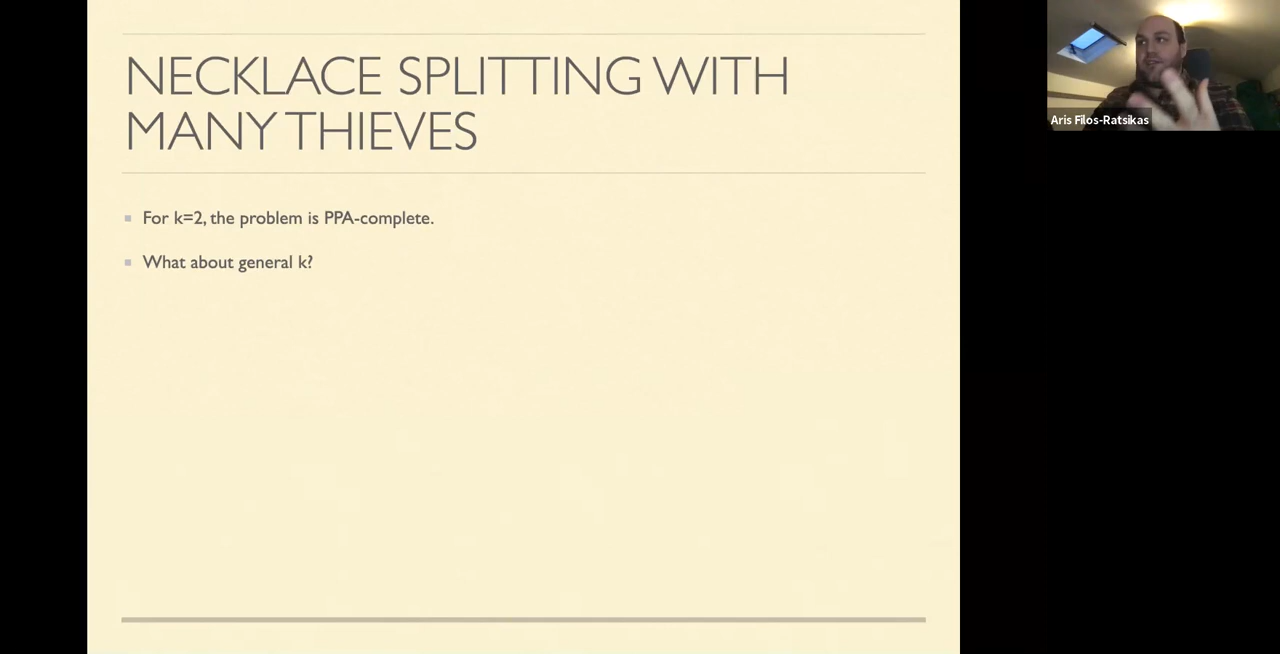 NECKLACE SPLITTING WITH
MANY THIEVES
For k=2, the problem is PPA-complete.
What about general k?
Aris Filos-Ratsikas